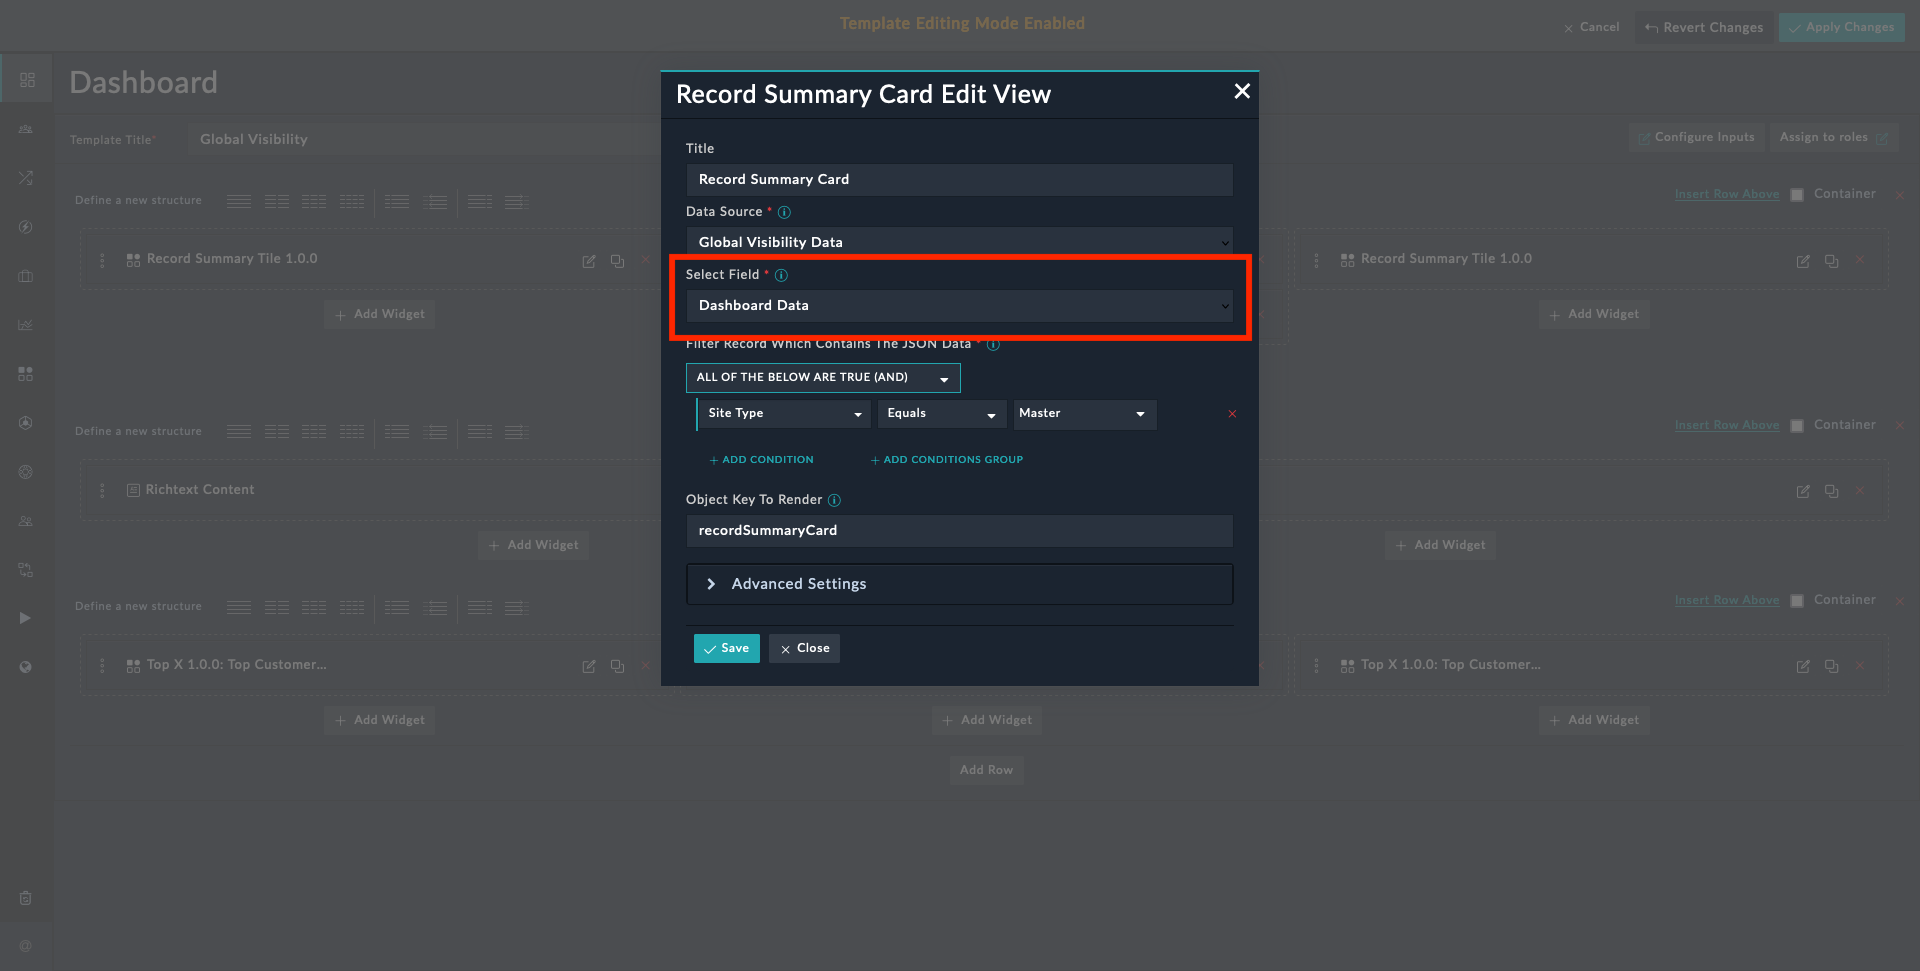 Template Editing Mode Enabled
Cancel
Revert Changes
Apply Changes
Dashboard
Template Title*
Global Visibility
Configure Inputs
Assign to roles
Define a new structure
Insert Row Above
Container
Record Summary Tile 1.0.0
Record Summary Tile 1.0.0
+ Add Widget
+ Add Widget
Record Summary Card Edit View
Title
Record Summary Card
Data Source *
Global Visibility Data
Select Field *
Dashboard Data
Filter Record Which Contains The JSON Data *
ALL OF THE BELOW ARE TRUE (AND)
Site Type
Equals
Master
+ ADD CONDITION
+ ADD CONDITIONS GROUP
Object Key To Render
recordSummaryCard
Advanced Settings
Save
Close
Define a new structure
Insert Row Above
Container
Richtext Content
+ Add Widget
+ Add Widget
Define a new structure
Insert Row Above
Container
Top X 1.0.0: Top Customer...
Top X 1.0.0: Top Customer...
+ Add Widget
+ Add Widget
+ Add Widget
Add Row